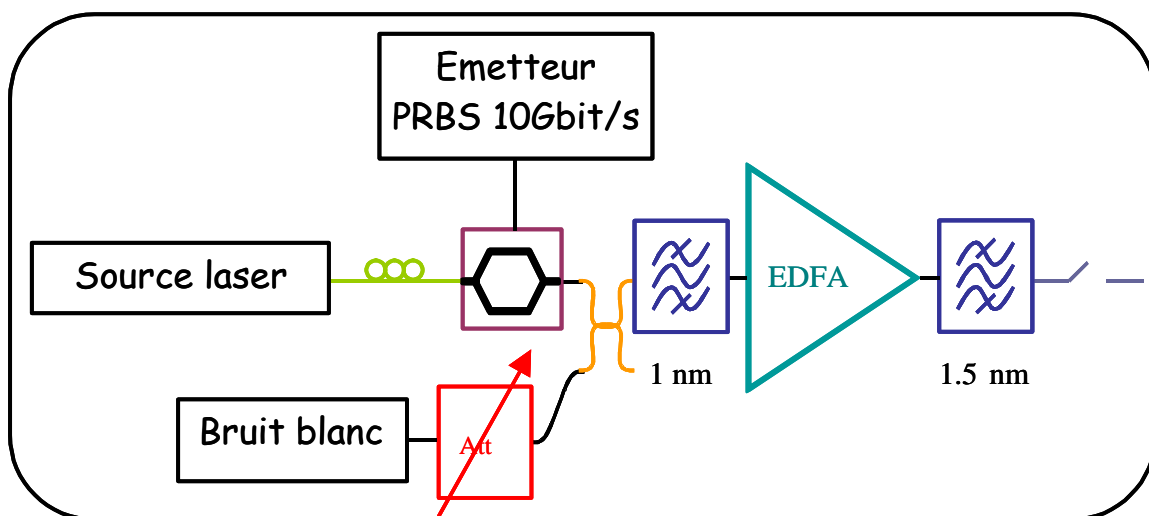 Emetteur
PRBS 10Gbit/s
Source laser
EDFA
1 nm
1.5 nm
Bruit blanc
Att